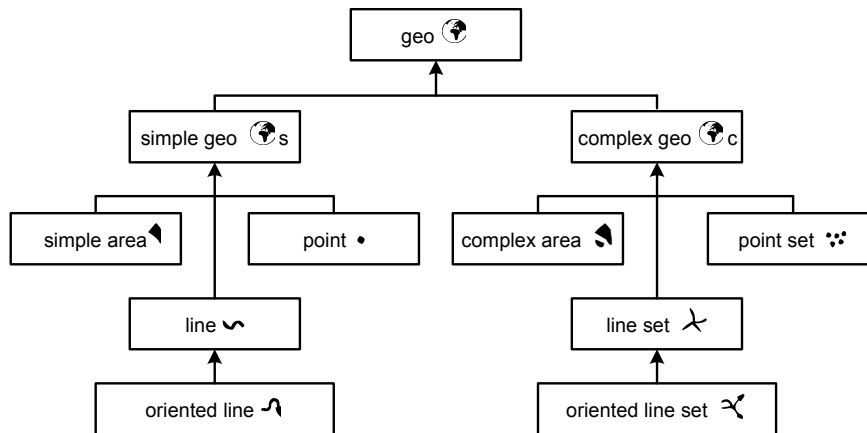 geo
simple geo s
complex geo c
simple area
point
complex area
point set
line
line set
oriented line
oriented line set